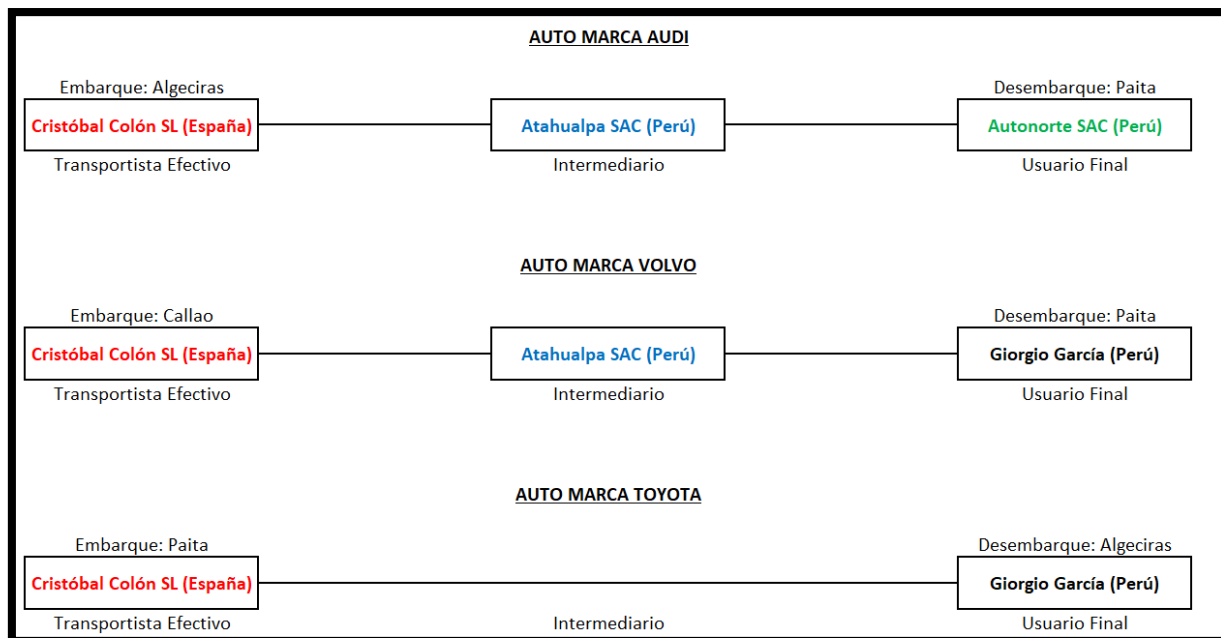 AUTO MARCA AUDI
Embarque: Algeciras
Desembarque: Paita
Cristóbal Colón SL (España)
Atahualpa SAC (Perú)
Autonorte SAC (Perú)
Transportista Efectivo
Intermediario
Usuario Final
AUTO MARCA VOLVO
Embarque: Callao
Desembarque: Paita
Cristóbal Colón SL (España)
Atahualpa SAC (Perú)
Giorgio García (Perú)
Transportista Efectivo
Intermediario
Usuario Final
AUTO MARCA TOYOTA
Embarque: Paita
Desembarque: Algeciras
Cristóbal Colón SL (España)
Giorgio García (Perú)
Transportista Efectivo
Intermediario
Usuario Final